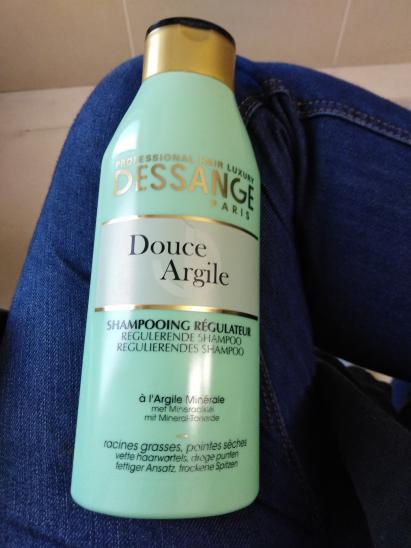 PROFESSIONAL HAIR LUXURY
DESSANGE
PARIS
Douce
Argile
SHAMPOOING RÉGULATEUR
REGULERENDE SHAMPOO
REGULIERENDES SHAMPOO
à l'Argile Minérale
met Mineraalklei
mit Mineral-Tonerde
racines grasses, pointes sèches
vette haarwortels, droge punten
fettiger Ansatz, trockene Spitzen